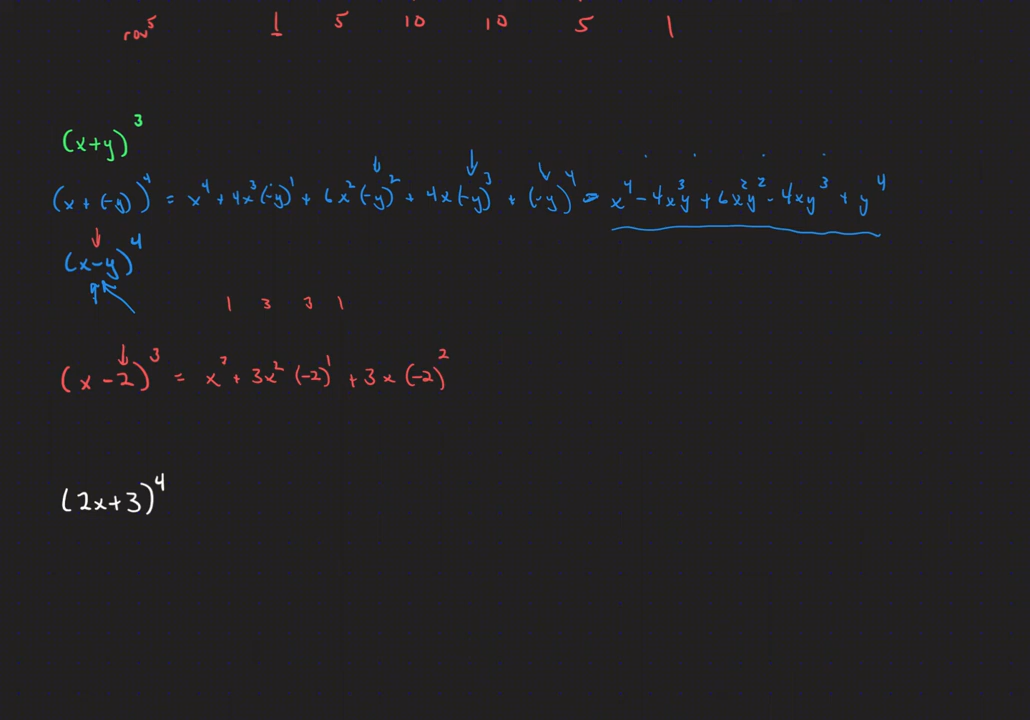 row 5 1 5 10 10 5 1
(x+y)^3
(x + (-y))^4 = x^4 + 4x^3(-y)^1 + 6x^2(-y)^2 + 4x(-y)^3 + (-y)^4 = x^4 - 4x^3y + 6x^2y^2 - 4xy^3 + y^4
(x-y)^4
1 3 3 1
(x-2)^3 = x^3 + 3x^2(-2)^1 + 3x(-2)^2
(2x+3)^4